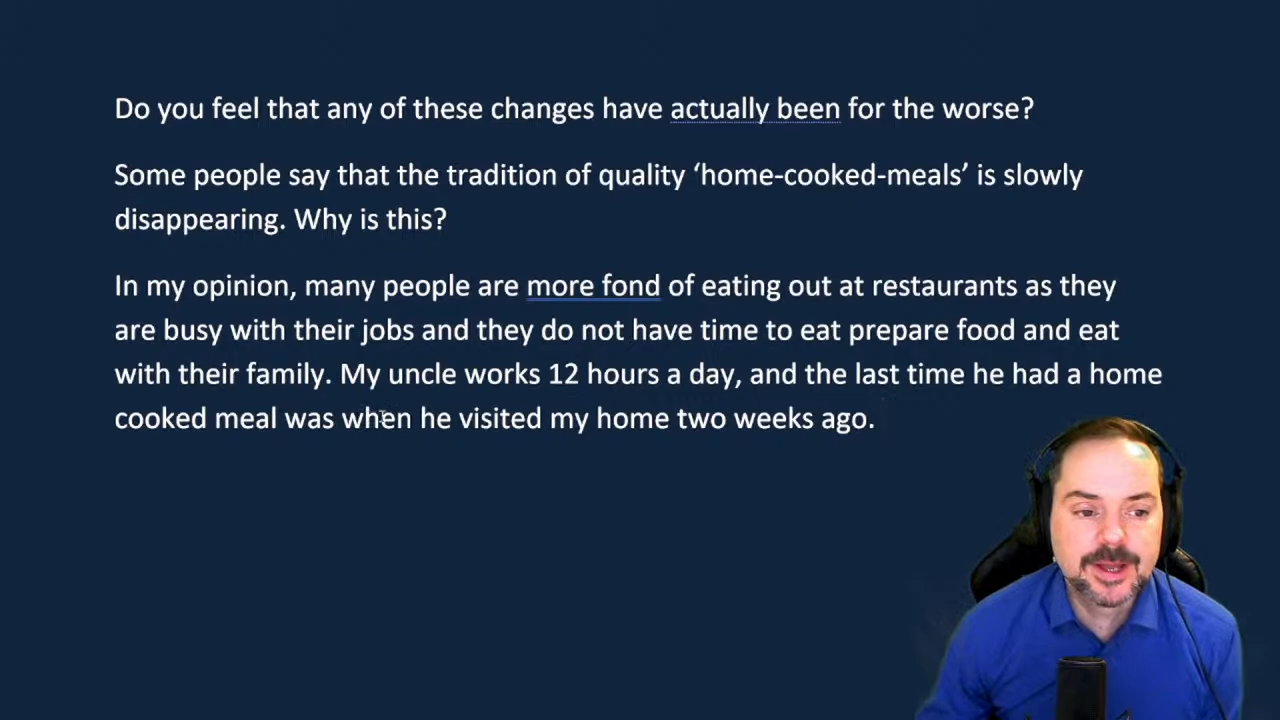 Do you feel that any of these changes have actually been for the worse?
Some people say that the tradition of quality ‘home-cooked-meals’ is slowly
disappearing. Why is this?
In my opinion, many people are more fond of eating out at restaurants as they
are busy with their jobs and they do not have time to eat prepare food and eat
with their family. My uncle works 12 hours a day, and the last time he had a home
cooked meal was when he visited my home two weeks ago.